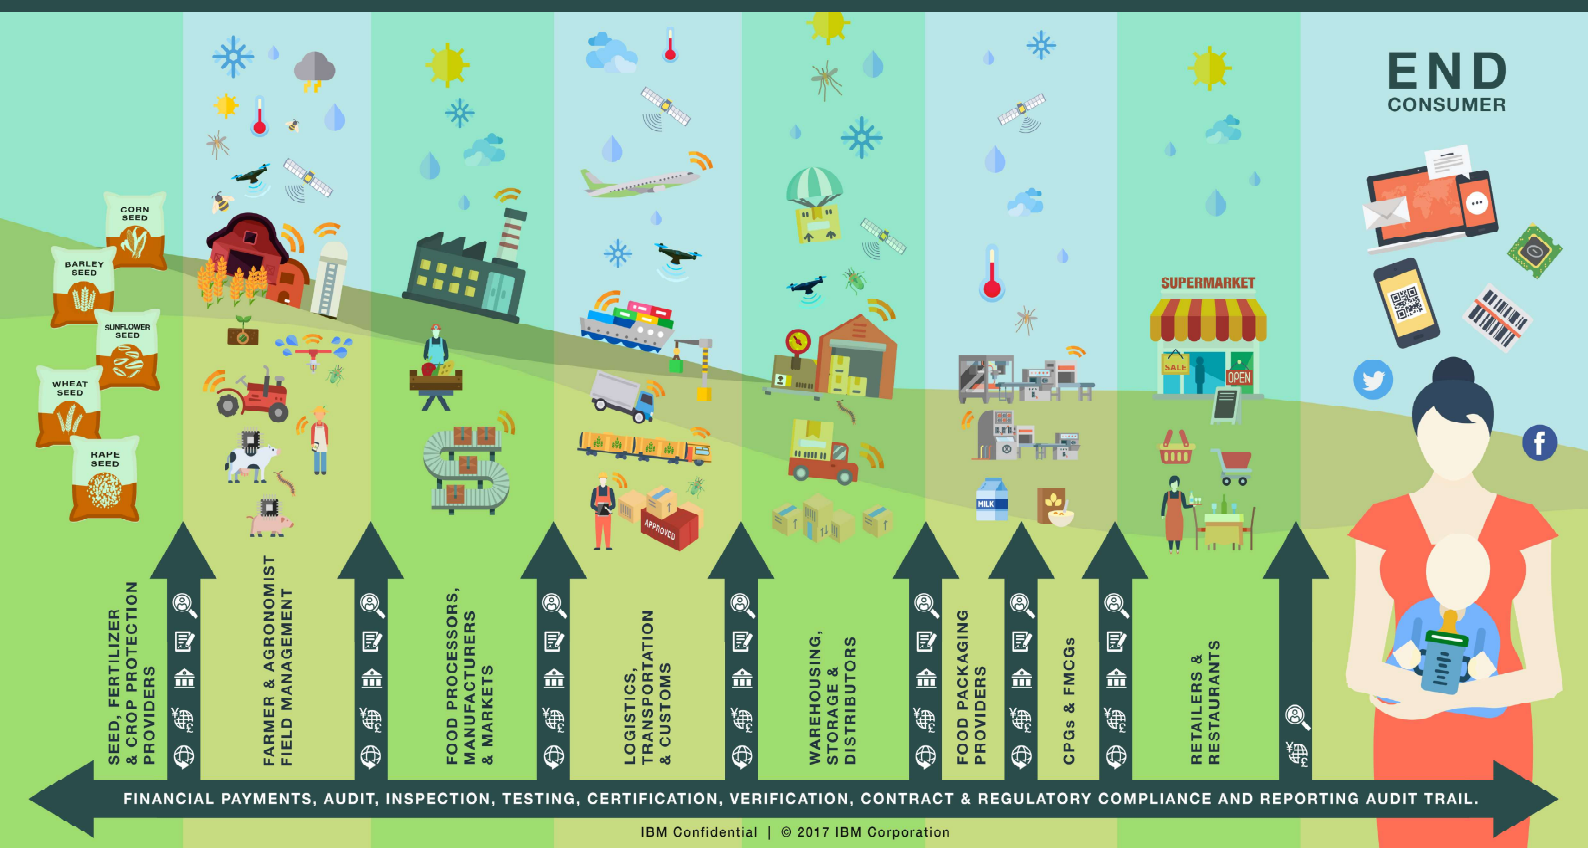 END
CONSUMER
CORN
SEED
BARLEY
SEED
SUNFLOWER
SEED
WHEAT
SEED
RAPE
SEED
APPROVED
MILK
SUPERMARKET
SALE
OPEN
SEED, FERTILIZER
& CROP PROTECTION
PROVIDERS
FARMER & AGRONOMIST
FIELD MANAGEMENT
FOOD PROCESSORS,
MANUFACTURERS
& MARKETS
LOGISTICS,
TRANSPORTATION
& CUSTOMS
WAREHOUSING,
STORAGE &
DISTRIBUTORS
FOOD PACKAGING
PROVIDERS
CPGs & FMCGs
RETAILERS &
RESTAURANTS
FINANCIAL PAYMENTS, AUDIT, INSPECTION, TESTING, CERTIFICATION, VERIFICATION, CONTRACT & REGULATORY COMPLIANCE AND REPORTING AUDIT TRAIL.
IBM Confidential | © 2017 IBM Corporation